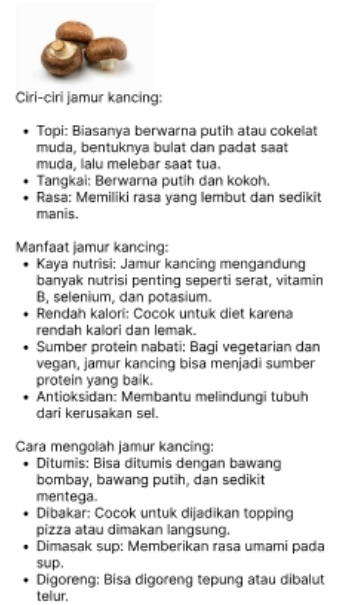 Ciri-ciri jamur kancing:
• Topi: Biasanya berwarna putih atau cokelat
muda, bentuknya bulat dan padat saat
muda, lalu melebar saat tua.
• Tangkai: Berwarna putih dan kokoh.
• Rasa: Memiliki rasa yang lembut dan sedikit
manis.
Manfaat jamur kancing:
• Kaya nutrisi: Jamur kancing mengandung
banyak nutrisi penting seperti serat, vitamin
B, selenium, dan potasium.
• Rendah kalori: Cocok untuk diet karena
rendah kalori dan lemak.
• Sumber protein nabati: Bagi vegetarian dan
vegan, jamur kancing bisa menjadi sumber
protein yang baik.
• Antioksidan: Membantu melindungi tubuh
dari kerusakan sel.
Cara mengolah jamur kancing:
• Ditumis: Bisa ditumis dengan bawang
bombay, bawang putih, dan sedikit
mentega.
• Dibakar: Cocok untuk dijadikan topping
pizza atau dimakan langsung.
• Dimasak sup: Memberikan rasa umami pada
sup.
• Digoreng: Bisa digoreng tepung atau dibalut
telur.